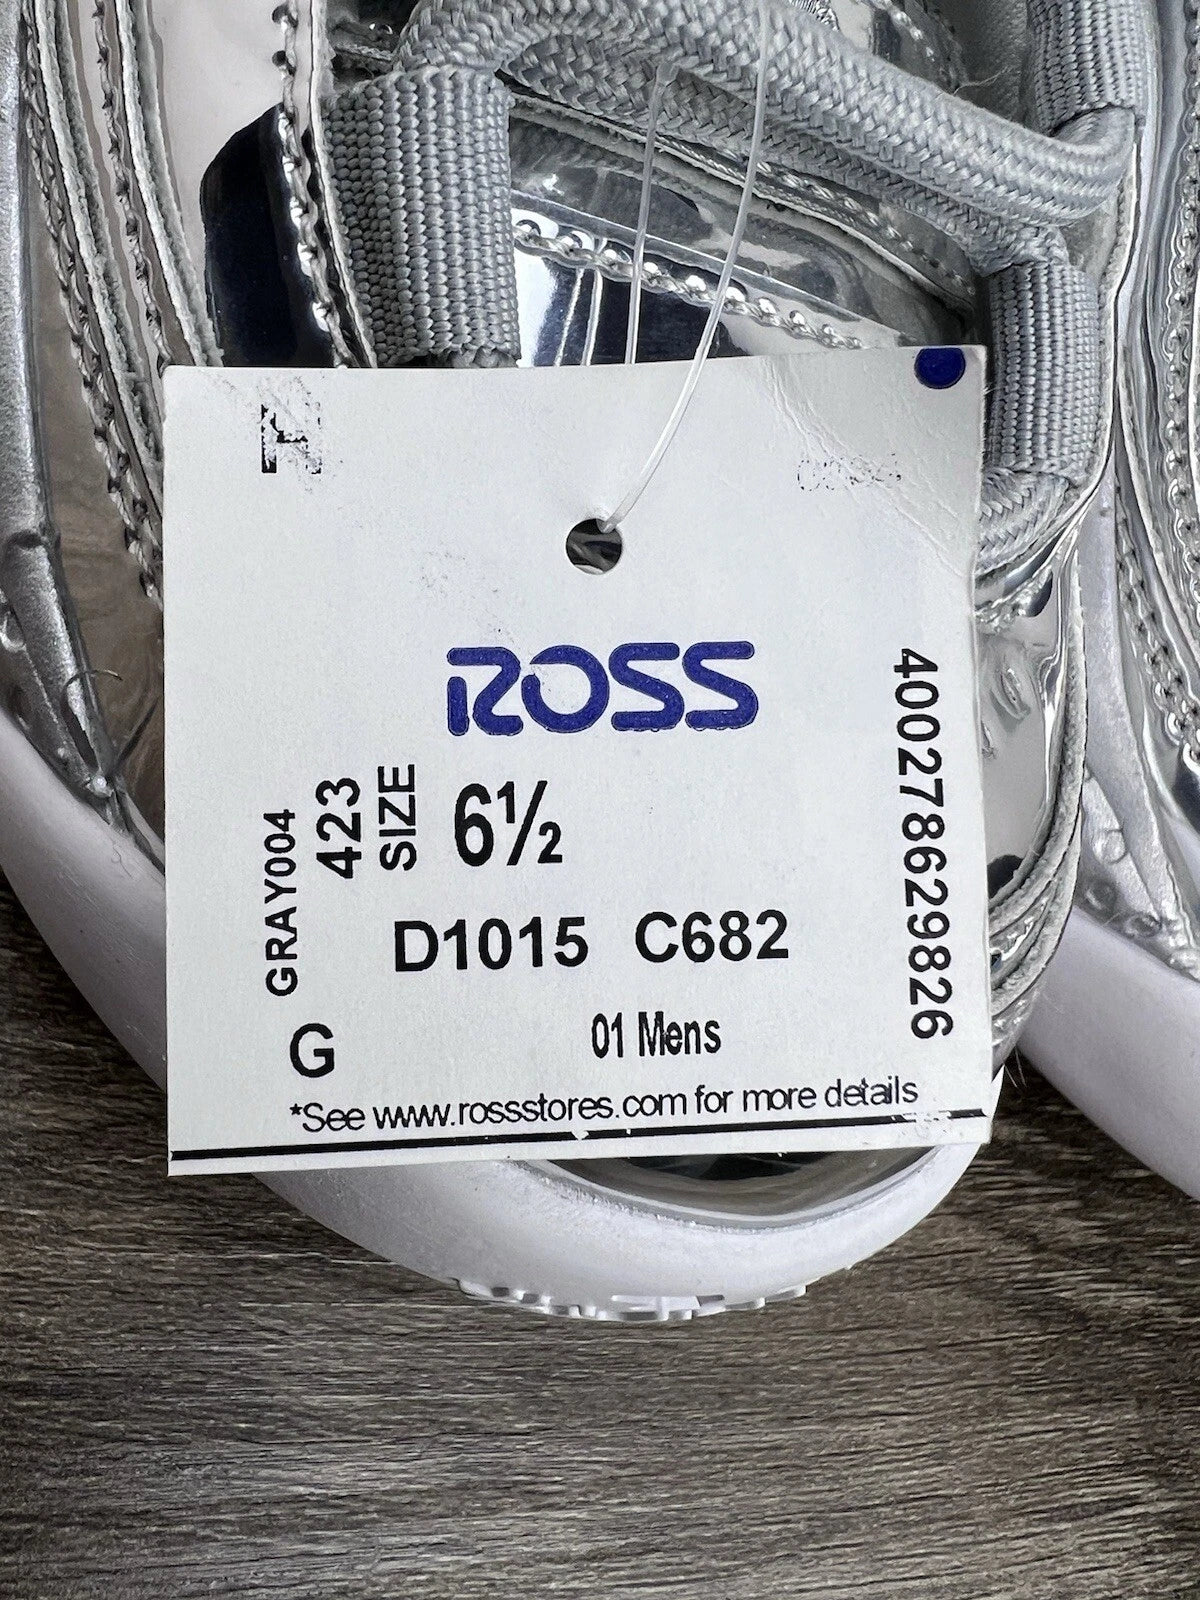 H
ROSS
GRAY004
423
SIZE
6½
D1015 C682
400278629826
G
01 Mens
*See www.rossstores.com for more details